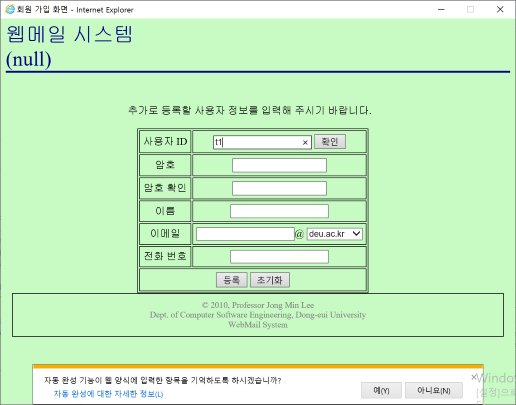 회원 가입 화면 - Internet Explorer
웹메일 시스템
(null)
추가로 등록할 사용자 정보를 입력해 주시기 바랍니다.
사용자 ID t1 × 확인
암호
암호 확인
이름
이메일 @ deu.ac.kr
전화 번호
등록 초기화
© 2010, Professor Jong Min Lee
Dept. of Computer Software Engineering, Dong-eui University
WebMail System
자동 완성 기능이 웹 양식에 입력한 항목을 기억하도록 하시겠습니까?
자동 완성에 대한 자세한 정보(L)
예(Y) 아니요(N)
Window
[설정]으로